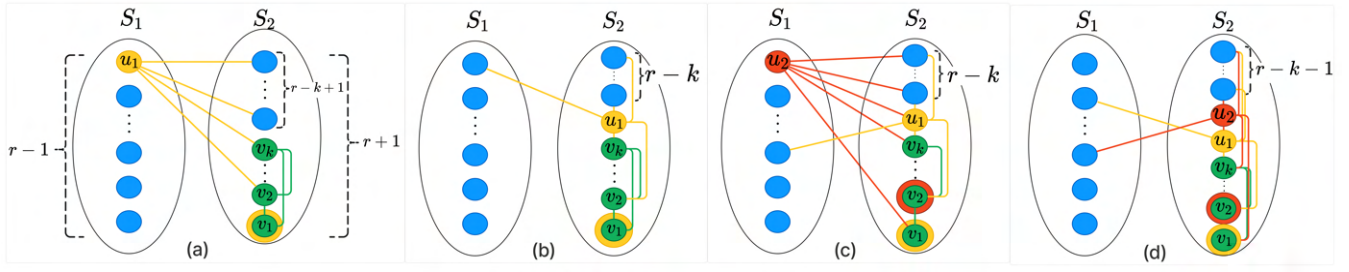 S₁ S₂
u₁
r – k + 1
r – 1
r + 1
vₖ
v₂
v₁
(a)
S₁ S₂
r – k
u₁
vₖ
v₂
v₁
(b)
S₁ S₂
u₂
r – k
u₁
vₖ
v₂
v₁
(c)
S₁ S₂
r – k – 1
u₂
u₁
vₖ
v₂
v₁
(d)